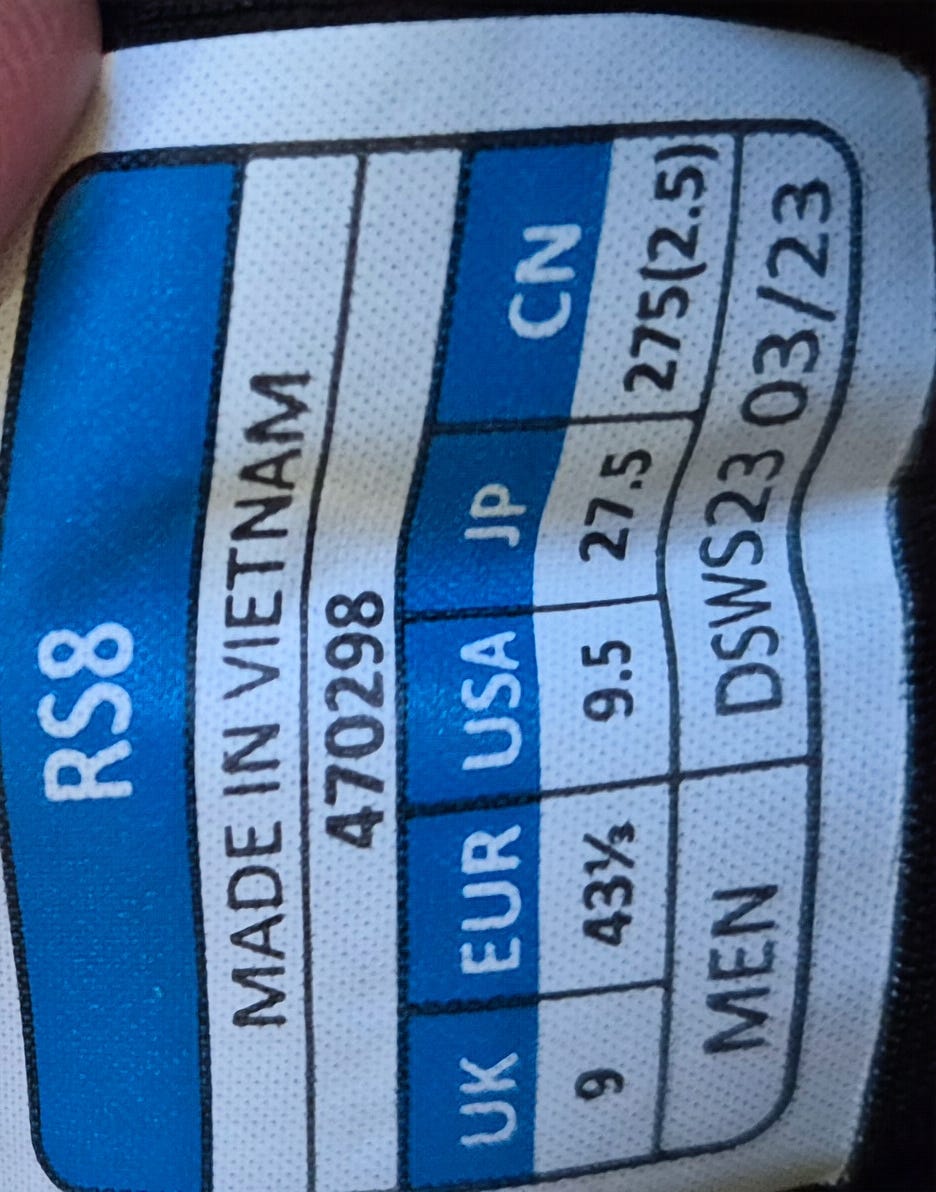 RS8
MADE IN VIETNAM
470298
UK EUR USA JP CN
9 43⅓ 9.5 27.5 275(2.5)
MEN DSWS23 03/23